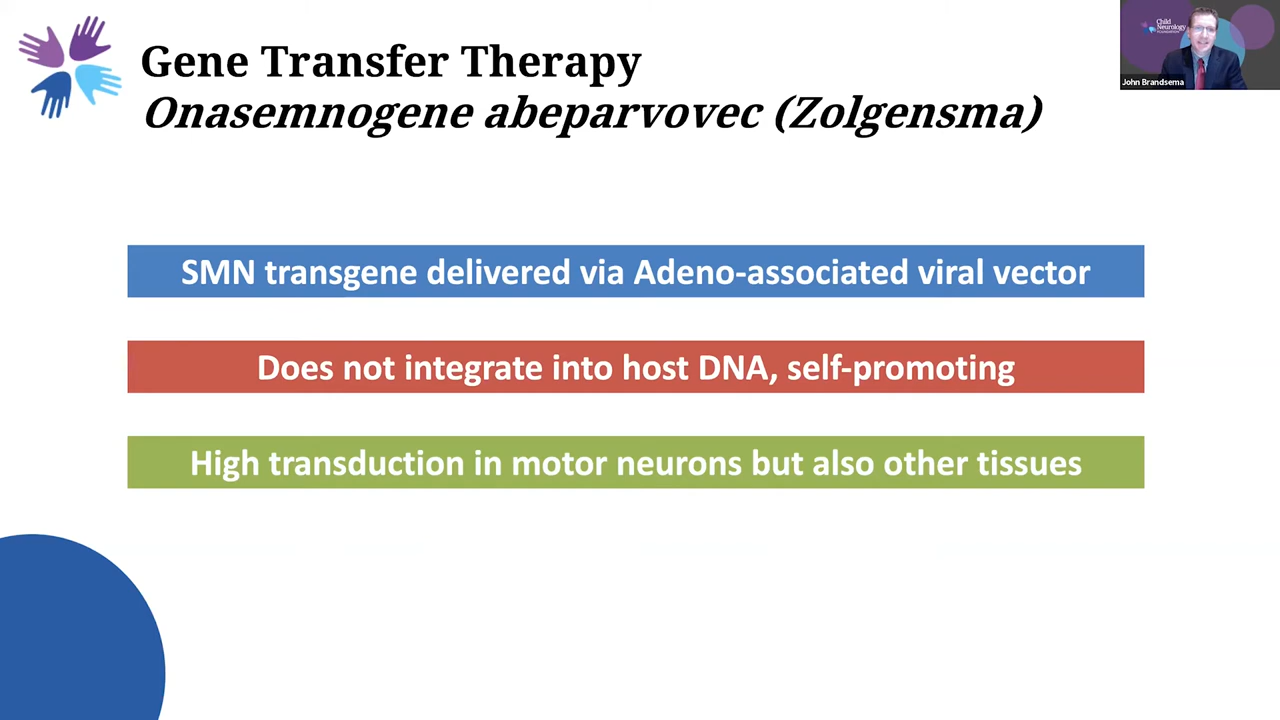 Gene Transfer Therapy
Onasemnogene abeparvovec (Zolgensma)
Child
Neurology
FOUNDATION
John Brandsema
SMN transgene delivered via Adeno-associated viral vector
Does not integrate into host DNA, self-promoting
High transduction in motor neurons but also other tissues